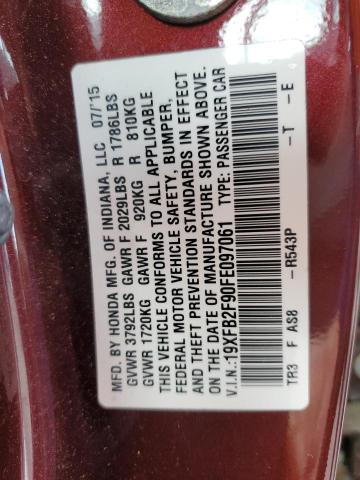 MFD. BY HONDA MFG. OF INDIANA, LLC 07/'15
GVWR 3792LBS GAWR F 2029LBS R 1786LBS
GVWR 1720KG GAWR F 920KG R 810KG
THIS VEHICLE CONFORMS TO ALL APPLICABLE
FEDERAL MOTOR VEHICLE SAFETY, BUMPER,
AND THEFT PREVENTION STANDARDS IN EFFECT
ON THE DATE OF MANUFACTURE SHOWN ABOVE.
V.I.N.:19XFB2F90FE097061 TYPE: PASSENGER CAR
TR3 F AS8 -R543P -T -E